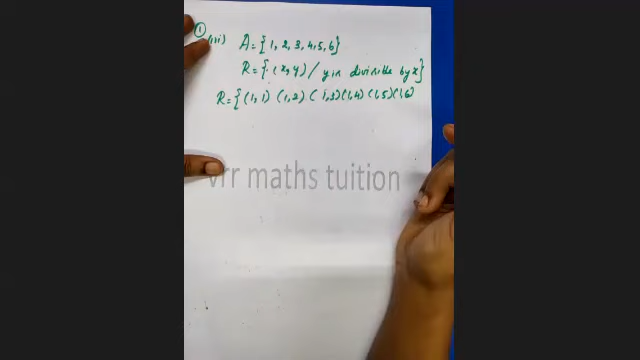 ① (iii) A = {1, 2, 3, 4, 5, 6}
R = {(x, y) / y is divisible by x}
R = {(1, 1) (1, 2) (1, 3) (1, 4) (1, 5) (1, 6)
vrr maths tuition